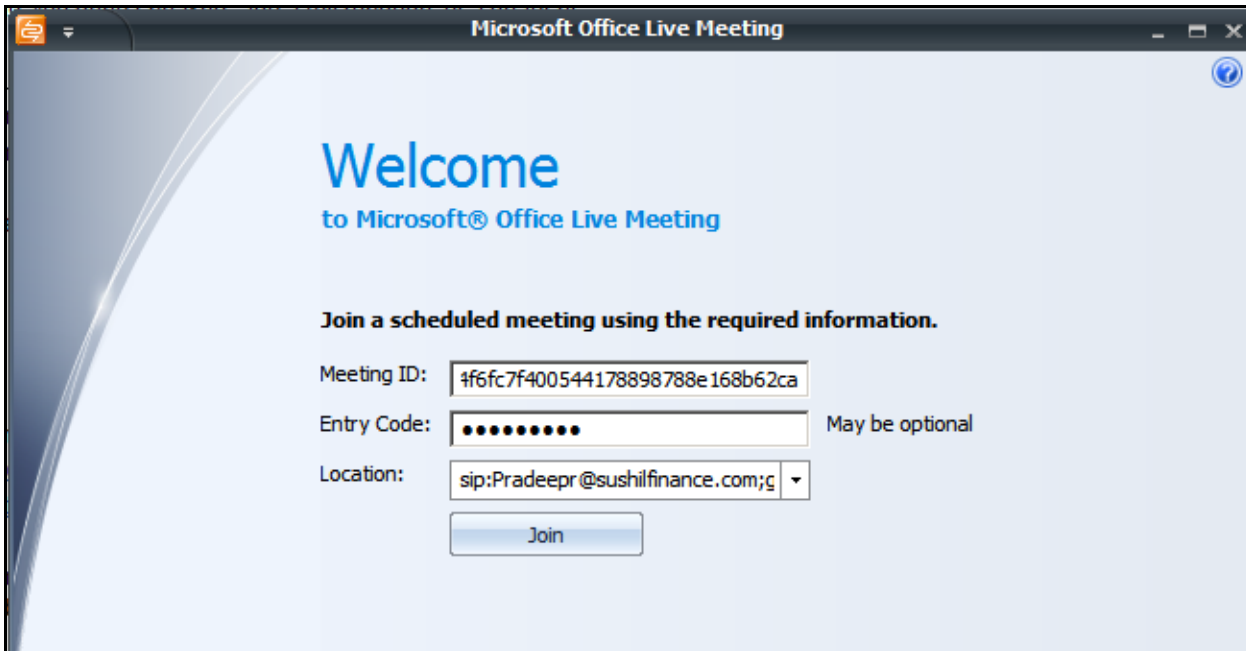 Microsoft Office Live Meeting
Welcome
to Microsoft® Office Live Meeting
Join a scheduled meeting using the required information.
Meeting ID: 4f6fc7f400544178898788e168b62ca
Entry Code: ●●●●●●●●● May be optional
Location: sip:Pradeepr@sushilfinance.com;g
Join